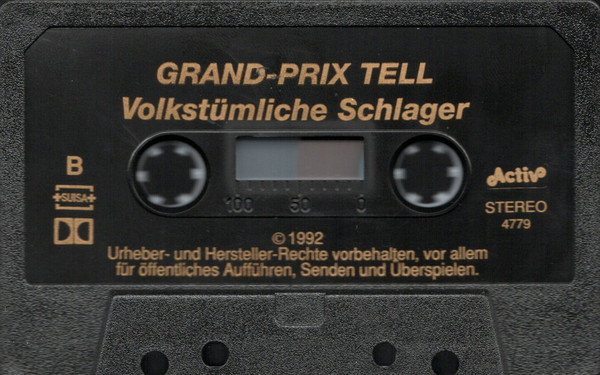 GRAND-PRIX TELL
Volkstümliche Schlager
B
SUISA
Activ
STEREO
4779
100 50 0
©1992
Urheber- und Hersteller-Rechte vorbehalten, vor allem
für öffentliches Aufführen, Senden und Überspielen.